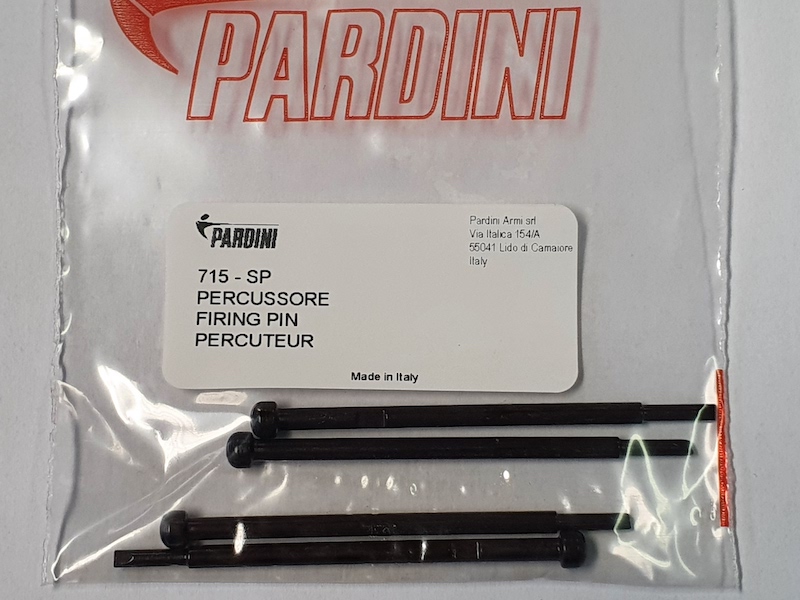 PARDINI
PARDINI
Pardini Armi srl
Via Italica 154/A
55041 Lido di Camaiore
Italy
715 - SP
PERCUSSORE
FIRING PIN
PERCUTEUR
Made in Italy